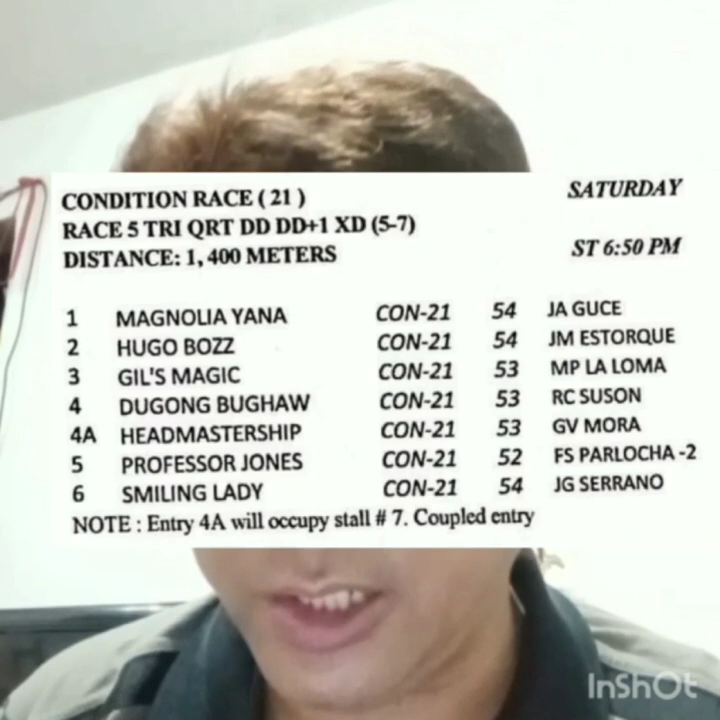 CONDITION RACE ( 21 ) SATURDAY
RACE 5 TRI QRT DD DD+1 XD (5-7)
DISTANCE: 1, 400 METERS ST 6:50 PM
1 MAGNOLIA YANA CON-21 54 JA GUCE
2 HUGO BOZZ CON-21 54 JM ESTORQUE
3 GIL'S MAGIC CON-21 53 MP LA LOMA
4 DUGONG BUGHAW CON-21 53 RC SUSON
4A HEADMASTERSHIP CON-21 53 GV MORA
5 PROFESSOR JONES CON-21 52 FS PARLOCHA -2
6 SMILING LADY CON-21 54 JG SERRANO
NOTE : Entry 4A will occupy stall # 7. Coupled entry
InShOt